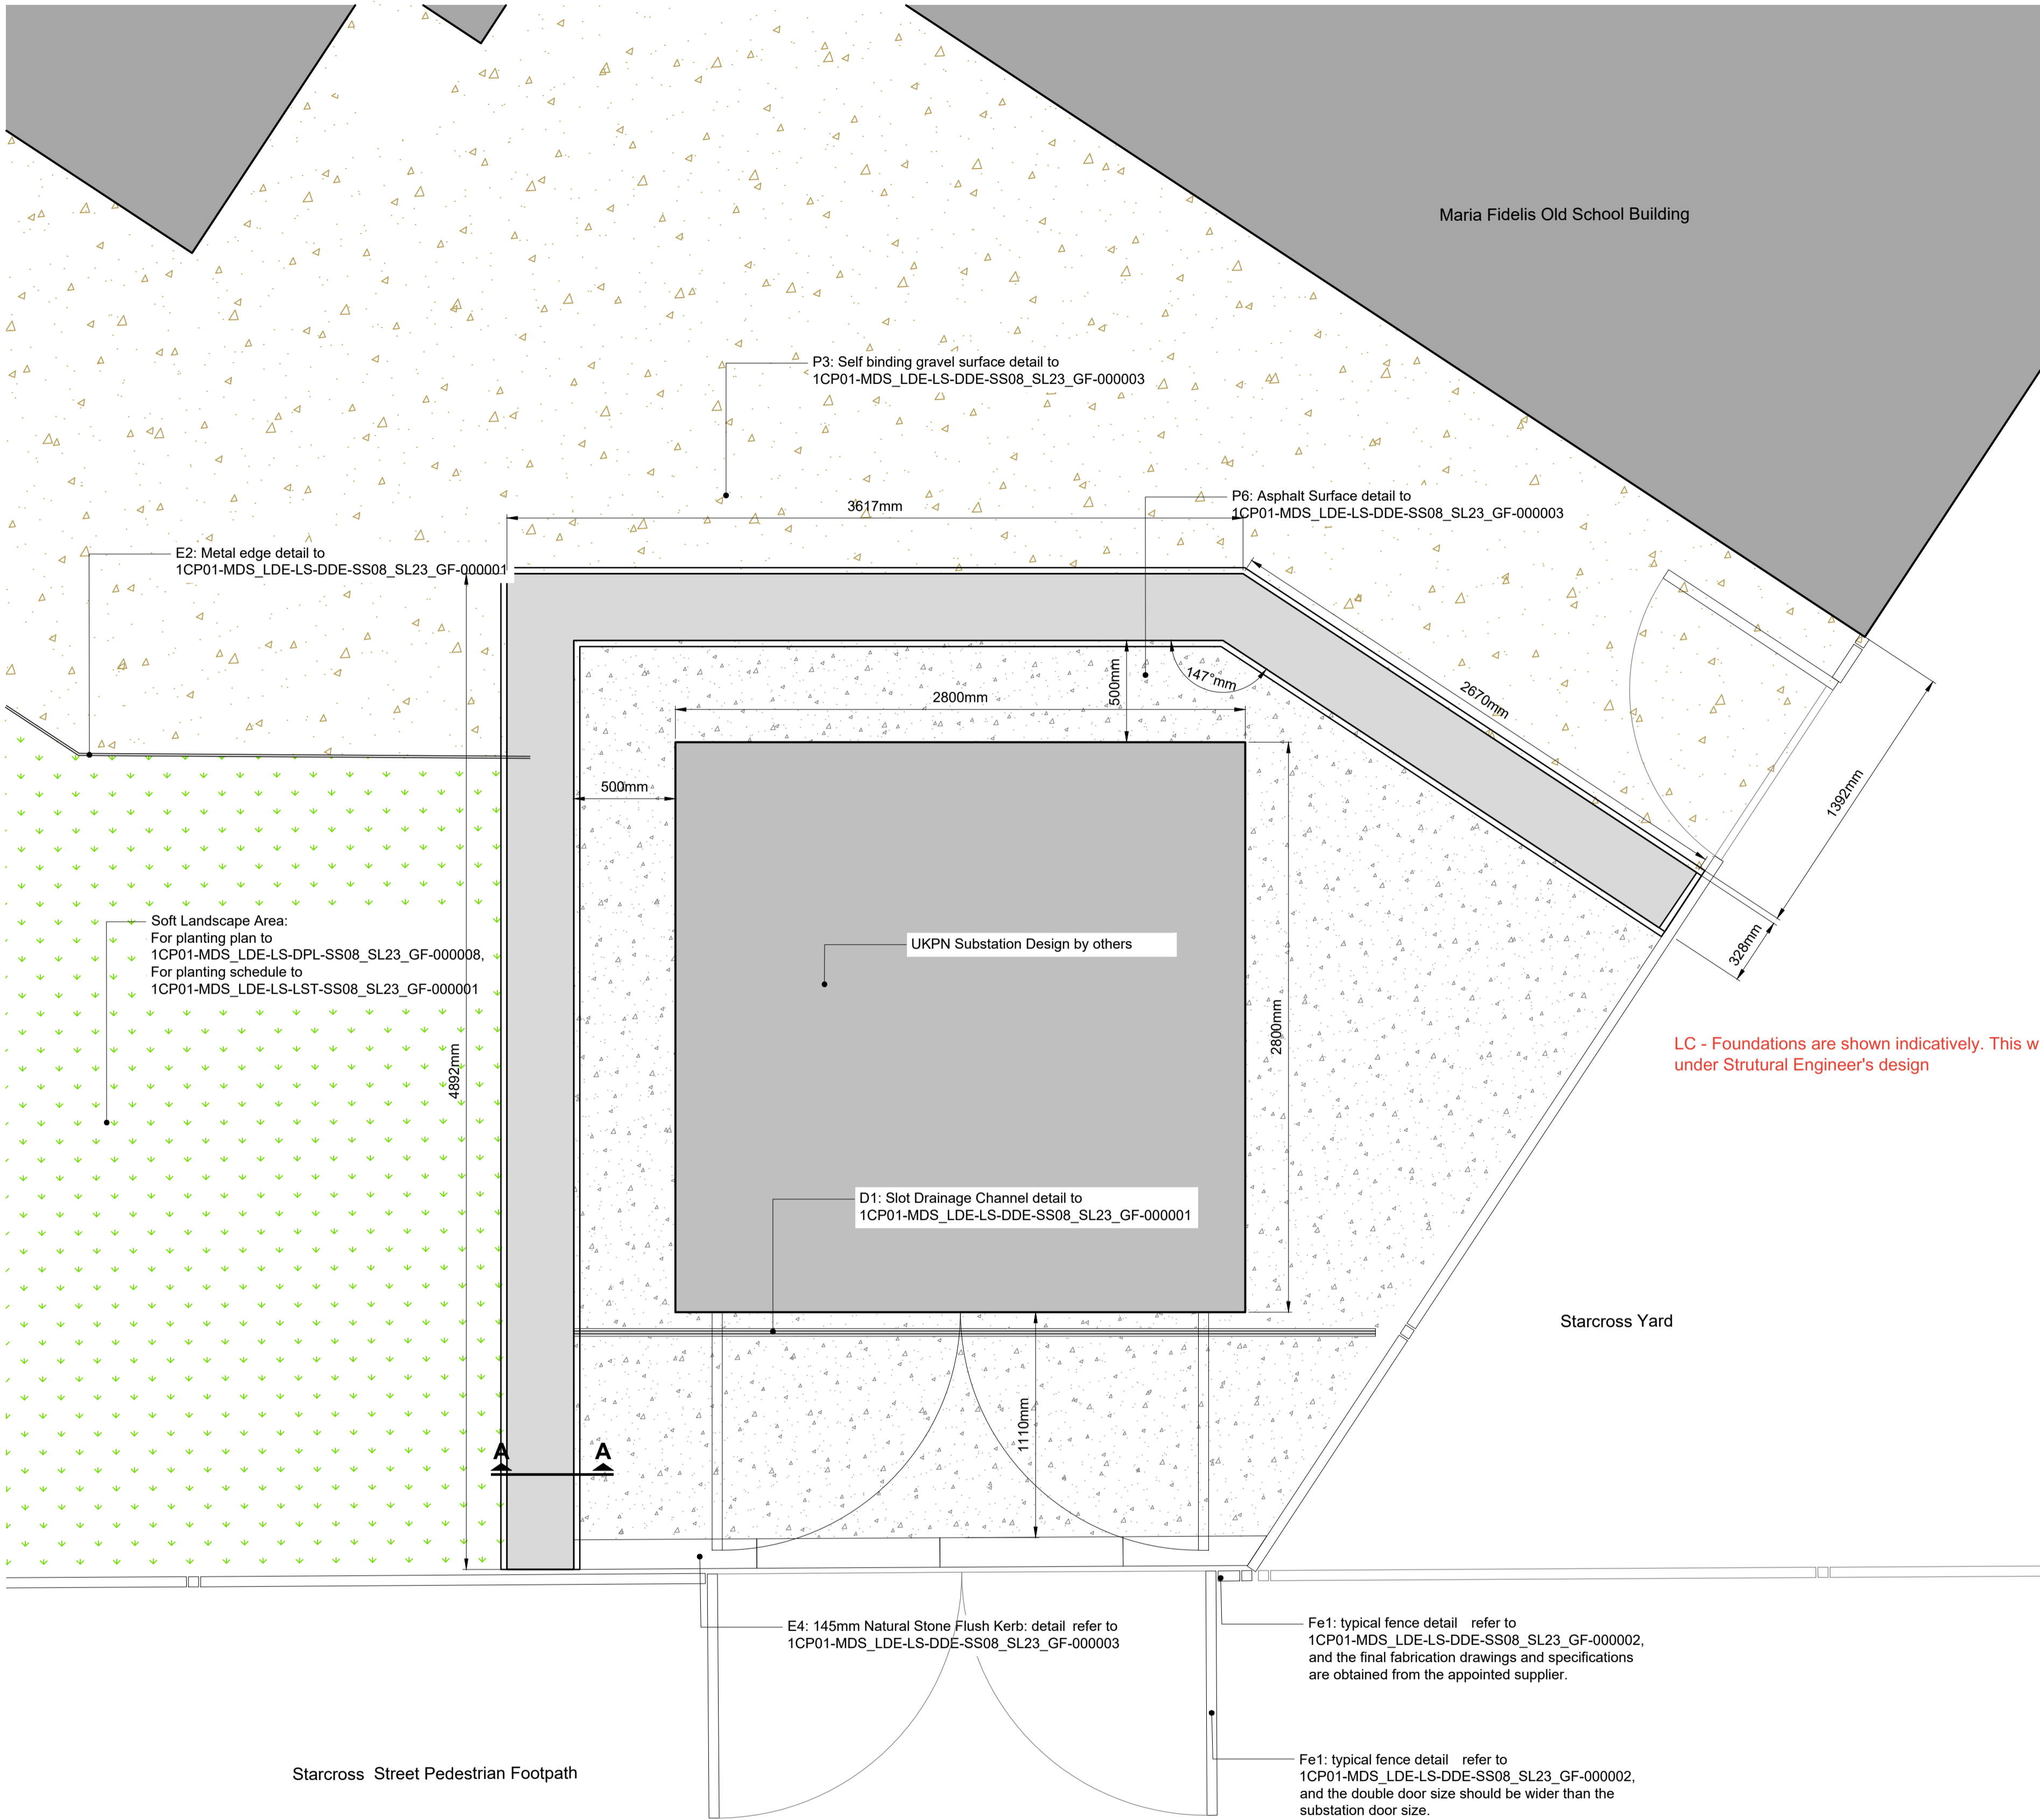 Maria Fidelis Old School Building
P3: Self binding gravel surface detail to
1CP01-MDS_LDE-LS-DDE-SS08_SL23_GF-000003
P6: Asphalt Surface detail to
1CP01-MDS_LDE-LS-DDE-SS08_SL23_GF-000003
3617mm
E2: Metal edge detail to
1CP01-MDS_LDE-LS-DDE-SS08_SL23_GF-000001
147°mm
500mm
2800mm
2670mm
500mm
1392mm
328mm
Soft Landscape Area:
For planting plan to
1CP01-MDS_LDE-LS-DPL-SS08_SL23_GF-000008,
For planting schedule to
1CP01-MDS_LDE-LS-LST-SS08_SL23_GF-000001
UKPN Substation Design by others
2800mm
4892mm
LC - Foundations are shown indicatively. This w
under Strutural Engineer's design
D1: Slot Drainage Channel detail to
1CP01-MDS_LDE-LS-DDE-SS08_SL23_GF-000001
Starcross Yard
1110mm
A A
E4: 145mm Natural Stone Flush Kerb: detail refer to
1CP01-MDS_LDE-LS-DDE-SS08_SL23_GF-000003
Fe1: typical fence detail refer to
1CP01-MDS_LDE-LS-DDE-SS08_SL23_GF-000002,
and the final fabrication drawings and specifications
are obtained from the appointed supplier.
Starcross Street Pedestrian Footpath
Fe1: typical fence detail refer to
1CP01-MDS_LDE-LS-DDE-SS08_SL23_GF-000002,
and the double door size should be wider than the
substation door size.